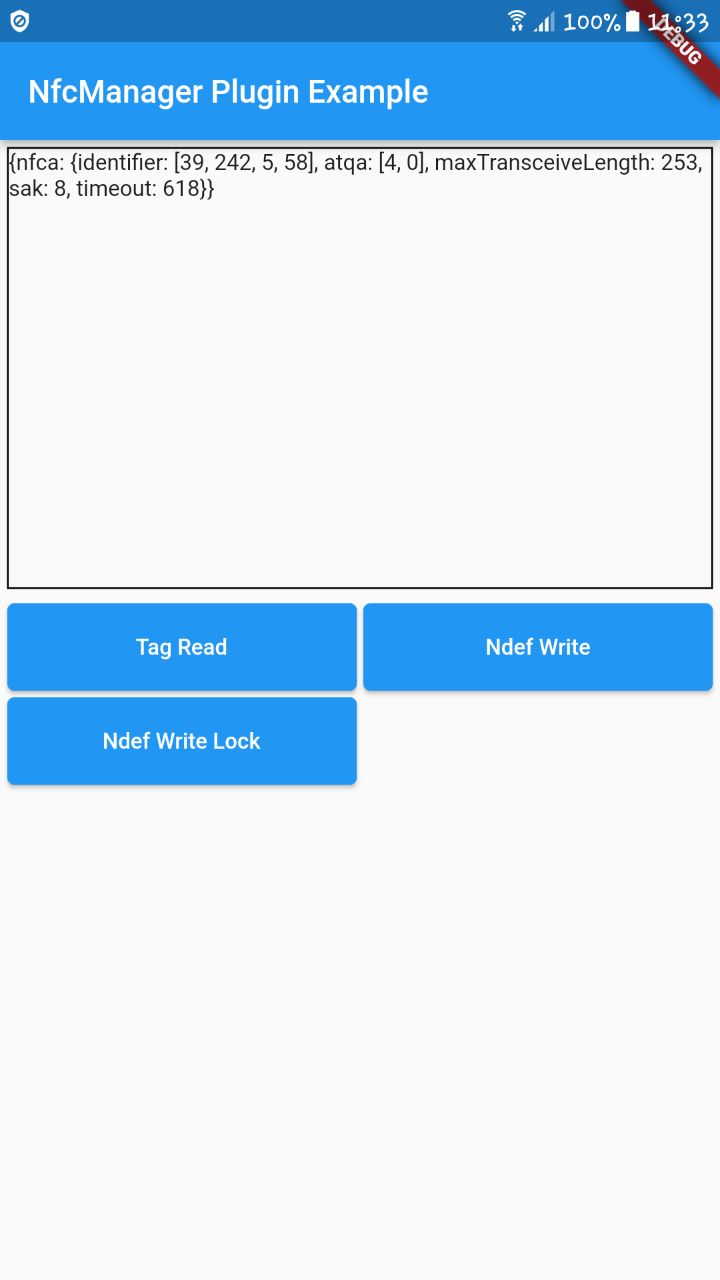 100% 11:33
DEBUG
NfcManager Plugin Example
{nfca: {identifier: [39, 242, 5, 58], atqa: [4, 0], maxTransceiveLength: 253,
sak: 8, timeout: 618}}
Tag Read
Ndef Write
Ndef Write Lock